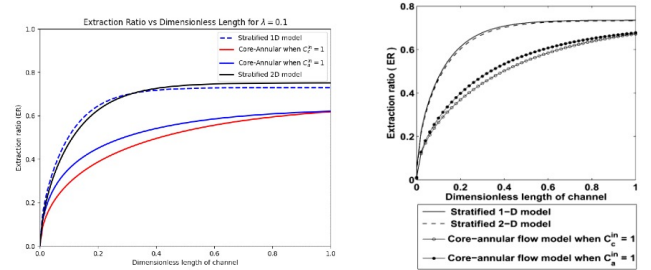 Extraction Ratio vs Dimensionless Length for λ = 0.1
Extraction Ratio (ER)
1.0
0.8
0.6
0.4
0.2
0.0
Stratified 1D model
Core-Annular when C_c^in = 1
Core-Annular when C_a^in = 1
Stratified 2D model
0.0 0.2 0.4 0.6 0.8 1.0
Dimensionless length of channel
Extraction ratio ( ER )
0.8
0.6
0.4
0.2
0
0 0.2 0.4 0.6 0.8 1
Dimensionless length of channel
Stratified 1-D model
Stratified 2-D model
Core-annular flow model when C_c^in = 1
Core-annular flow model when C_a^in = 1